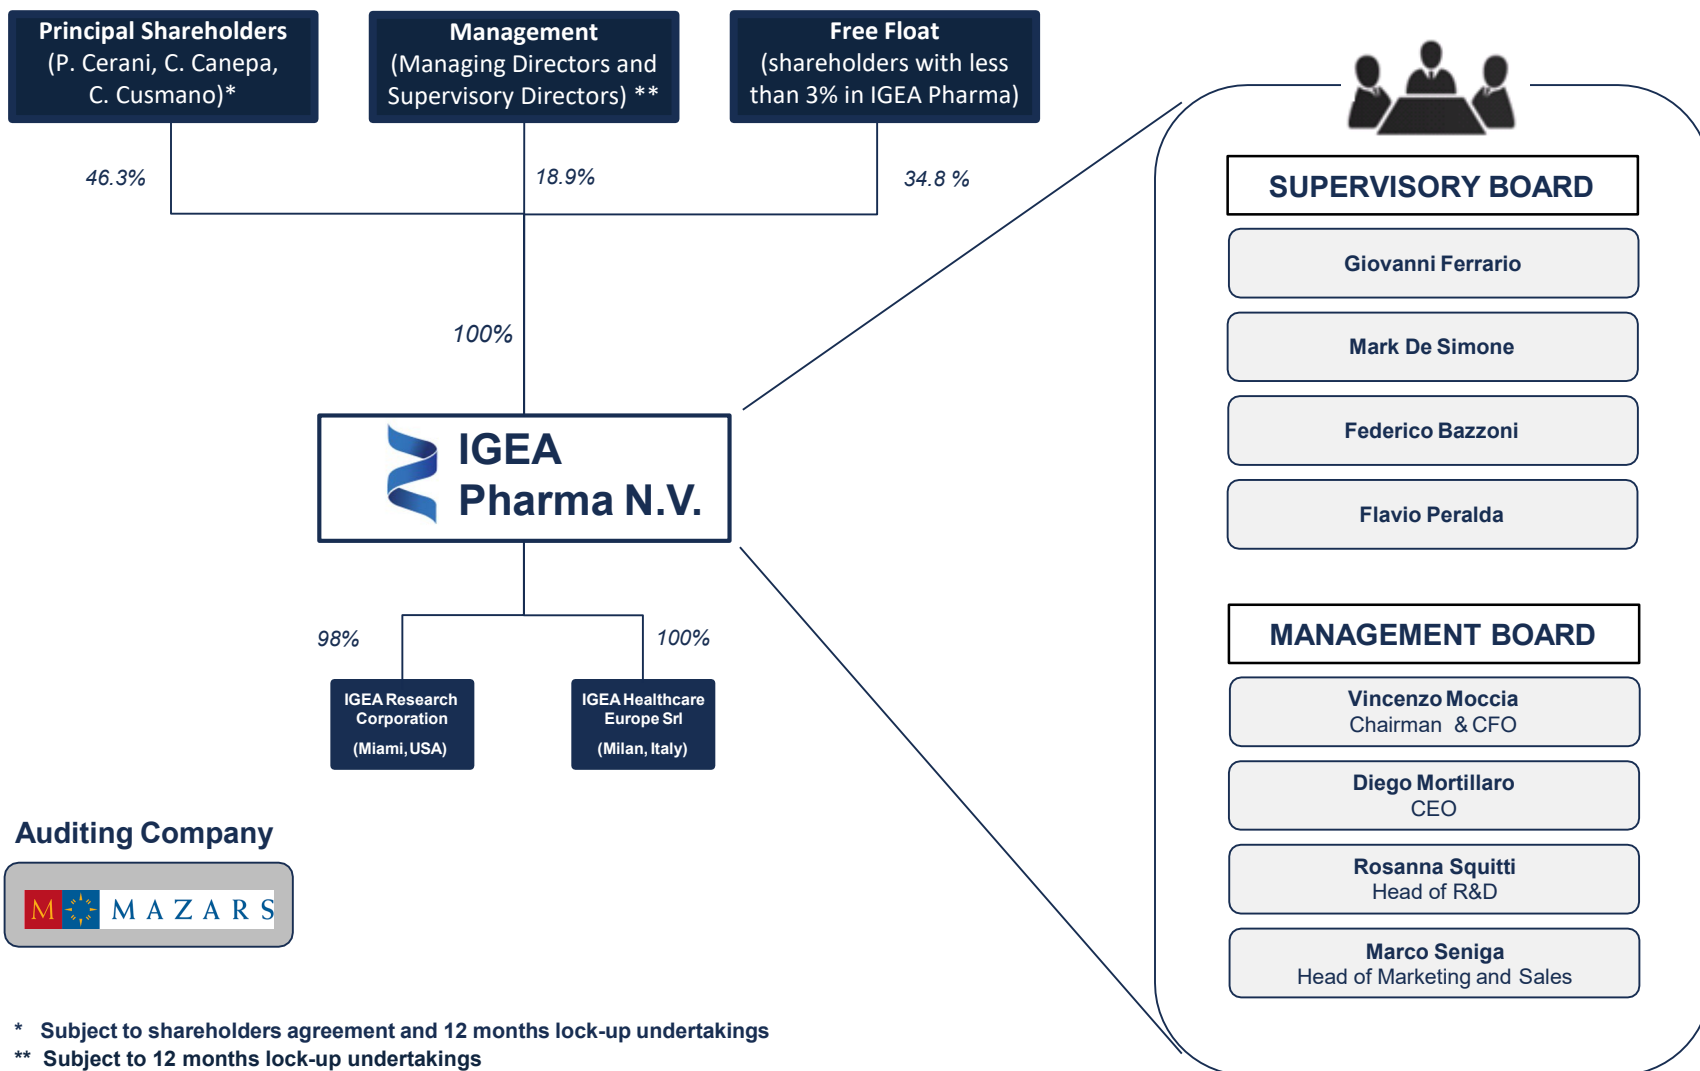 Principal Shareholders
(P. Cerani, C. Canepa,
C. Cusmano)*
Management
(Managing Directors and
Supervisory Directors) **
Free Float
(shareholders with less
than 3% in IGEA Pharma)
46.3%
18.9%
34.8 %
100%
IGEA
Pharma N.V.
98%
100%
IGEA Research
Corporation
(Miami, USA)
IGEA Healthcare
Europe Srl
(Milan, Italy)
Auditing Company
M MAZARS
* Subject to shareholders agreement and 12 months lock-up undertakings
** Subject to 12 months lock-up undertakings
SUPERVISORY BOARD
Giovanni Ferrario
Mark De Simone
Federico Bazzoni
Flavio Peralda
MANAGEMENT BOARD
Vincenzo Moccia
Chairman & CFO
Diego Mortillaro
CEO
Rosanna Squitti
Head of R&D
Marco Seniga
Head of Marketing and Sales